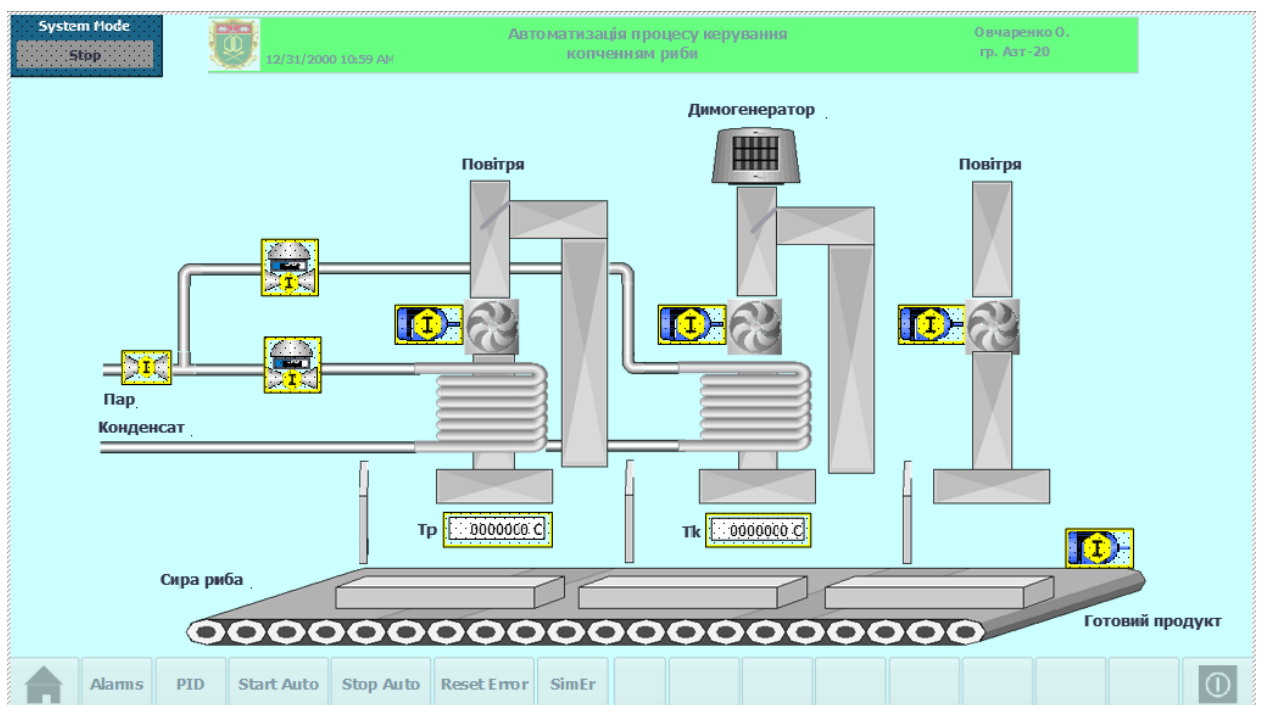 System Mode
Stop
12/31/2000 10:59 AM
Автоматизація процесу керування
копченням риби
Овчаренко О.
гр. Азт-20
Димогенератор
Повітря
Повітря
I
I
I
I
I
I
Пар
Конденсат
Тр
0000000 C
Tk
0000000 C
I
Сира риба
Готовий продукт
Alarms
PID
Start Auto
Stop Auto
Reset Error
SimEr